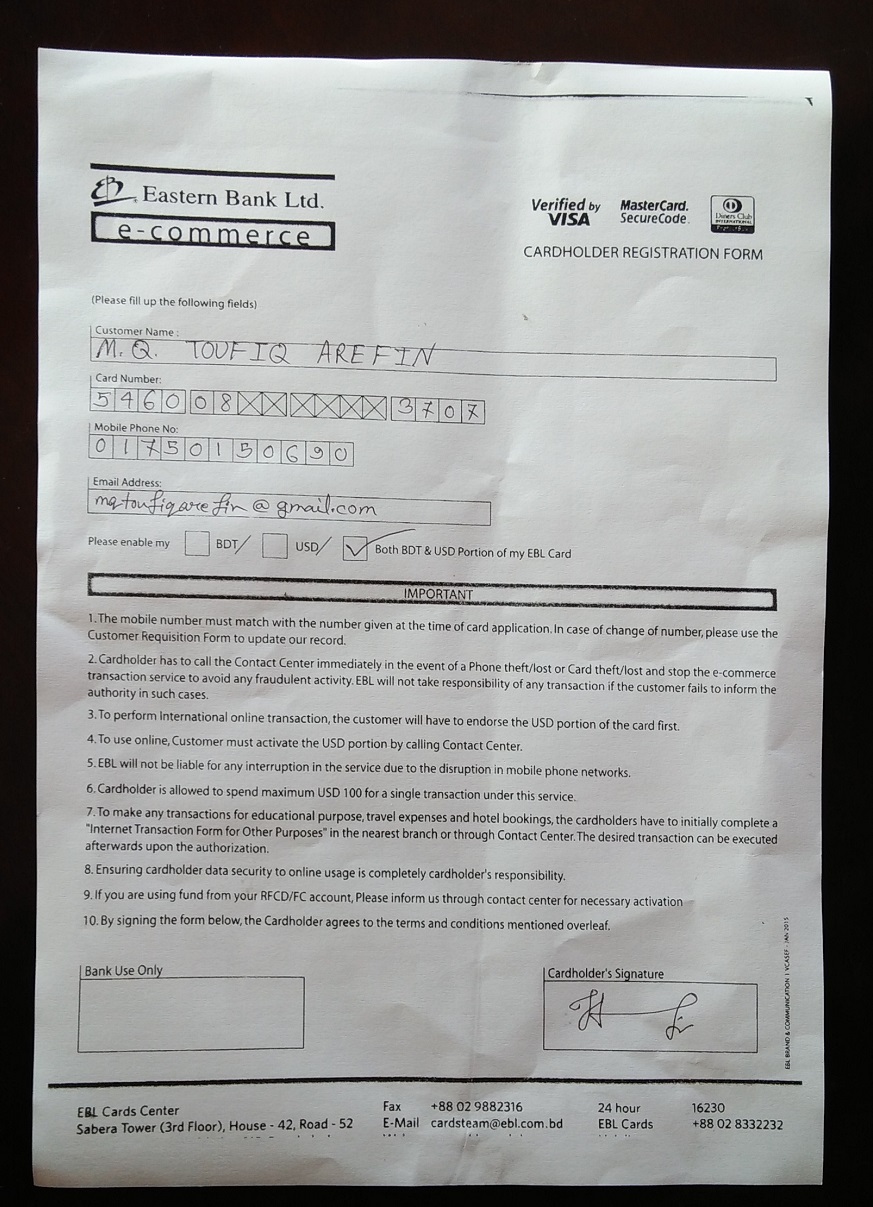 Eastern Bank Ltd.
e-commerce
Verified by VISA
MasterCard. SecureCode.
Diners Club INTERNATIONAL
CARDHOLDER REGISTRATION FORM
(Please fill up the following fields)
Customer Name :
M. Q. TOUFIQ AREFIN
Card Number:
5460 08XX XXXX 3707
Mobile Phone No:
01750150690
Email Address:
mqtoufiqarefin@gmail.com
Please enable my BDT/ USD/ Both BDT & USD Portion of my EBL Card
IMPORTANT
1. The mobile number must match with the number given at the time of card application. In case of change of number, please use the
Customer Requisition Form to update our record.
2. Cardholder has to call the Contact Center immediately in the event of a Phone theft/lost or Card theft/lost and stop the e-commerce
transaction service to avoid any fraudulent activity. EBL will not take responsibility of any transaction if the customer fails to inform the
authority in such cases.
3. To perform International online transaction, the customer will have to endorse the USD portion of the card first.
4. To use online, Customer must activate the USD portion by calling Contact Center.
5. EBL will not be liable for any interruption in the service due to the disruption in mobile phone networks.
6. Cardholder is allowed to spend maximum USD 100 for a single transaction under this service.
7. To make any transactions for educational purpose, travel expenses and hotel bookings, the cardholders have to initially complete a
"Internet Transaction Form for Other Purposes" in the nearest branch or through Contact Center. The desired transaction can be executed
afterwards upon the authorization.
8. Ensuring cardholder data security to online usage is completely cardholder's responsibility.
9. If you are using fund from your RFCD/FC account, Please inform us through contact center for necessary activation
10. By signing the form below, the Cardholder agrees to the terms and conditions mentioned overleaf.
Bank Use Only
Cardholder's Signature
EBL BRAND & COMMUNICATION I VCASEF - JAN 2015
EBL Cards Center
Sabera Tower (3rd Floor), House - 42, Road - 52
Fax +88 02 9882316
E-Mail cardsteam@ebl.com.bd
24 hour 16230
EBL Cards +88 02 8332232